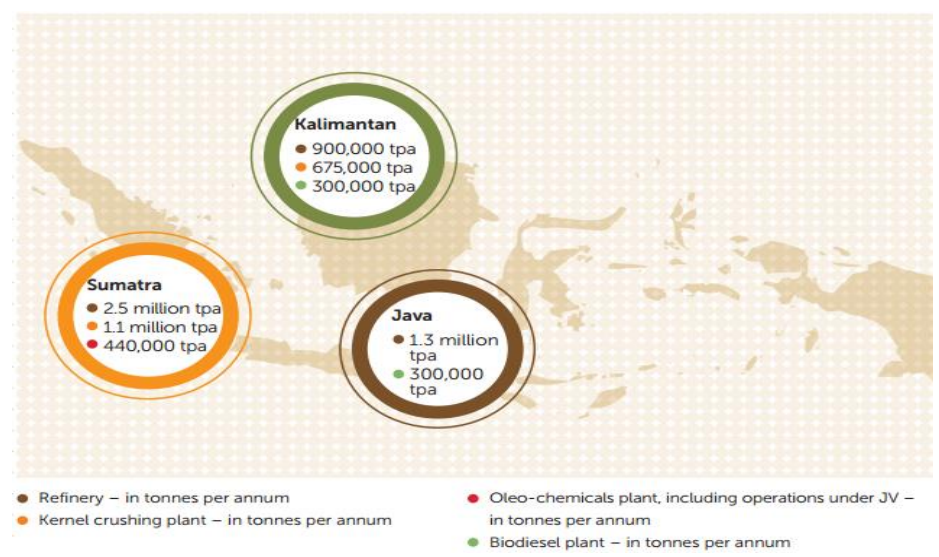 Kalimantan
900,000 tpa
675,000 tpa
300,000 tpa
Sumatra
2.5 million tpa
1.1 million tpa
440,000 tpa
Java
1.3 million
tpa
300,000
tpa
Refinery – in tonnes per annum
Kernel crushing plant – in tonnes per annum
Oleo-chemicals plant, including operations under JV –
in tonnes per annum
Biodiesel plant – in tonnes per annum